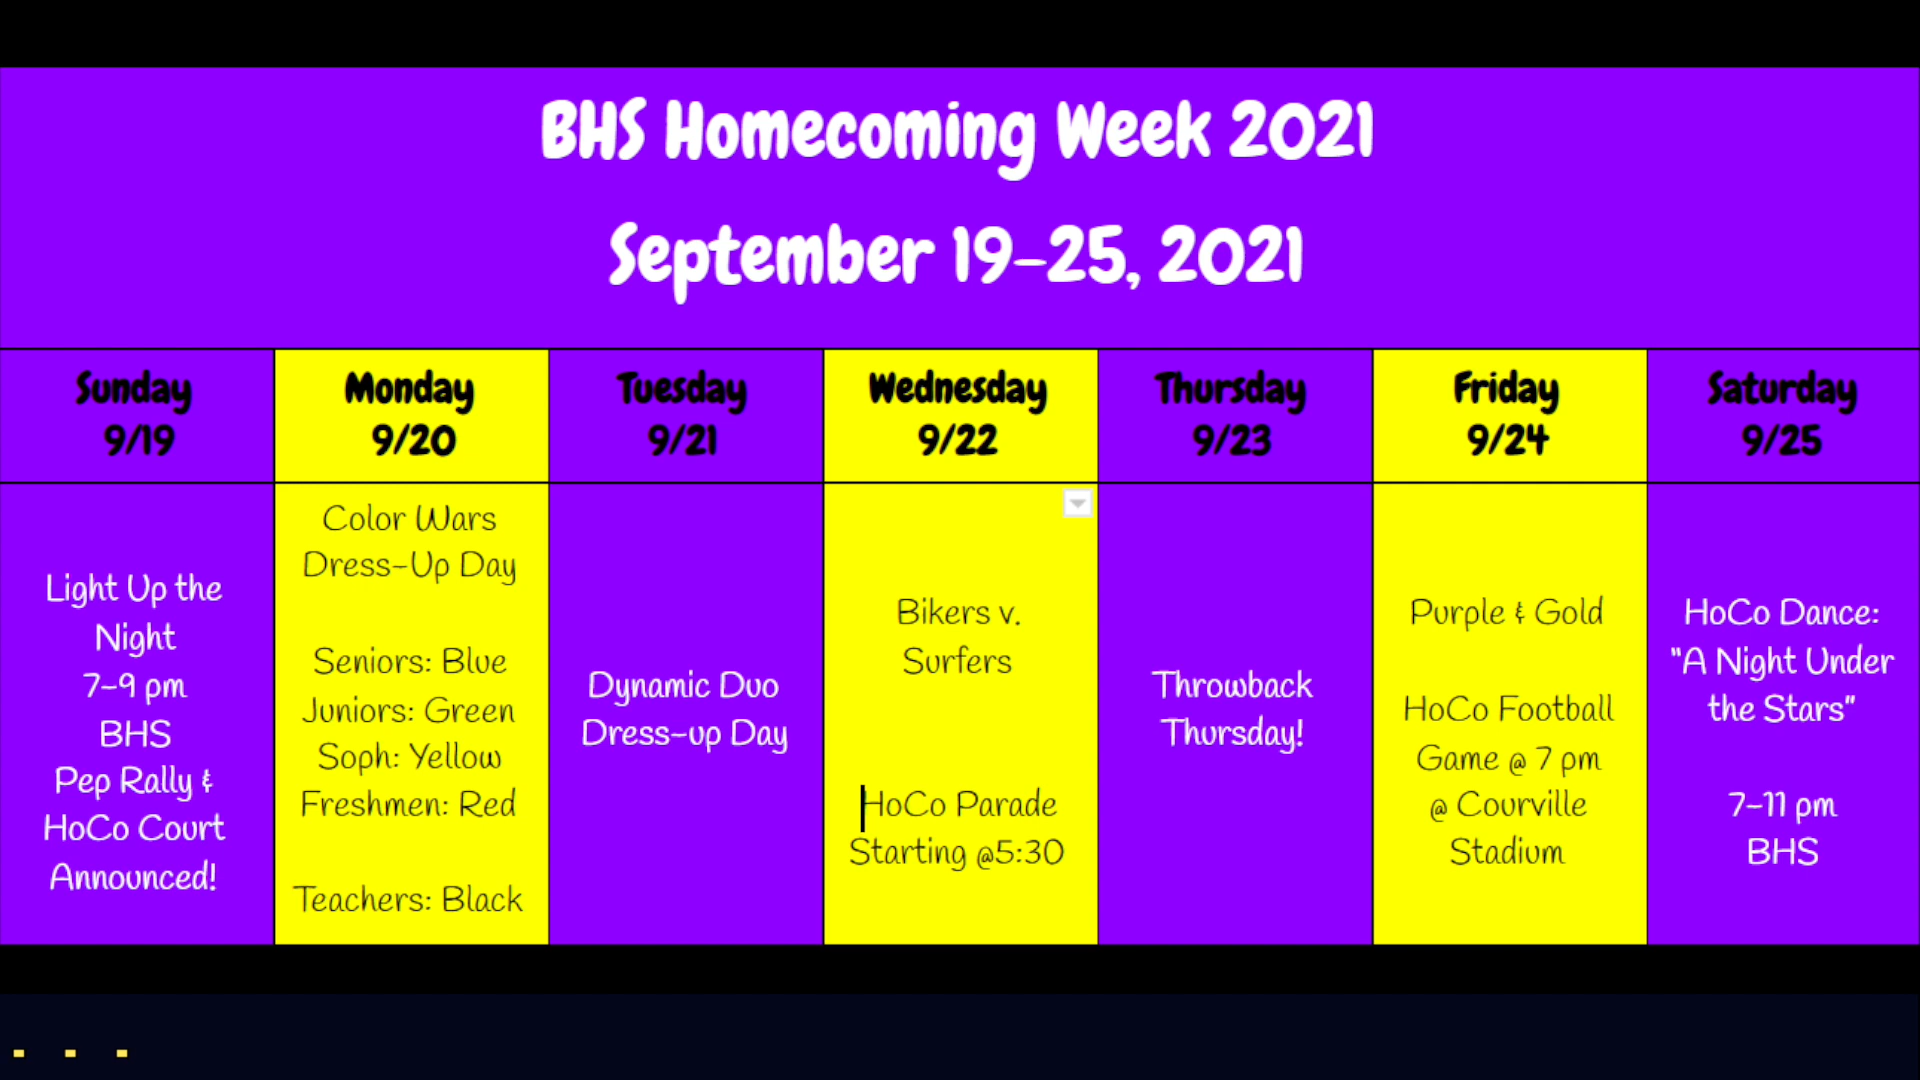 BHS Homecoming Week 2021
September 19-25, 2021
Sunday
9/19
Monday
9/20
Tuesday
9/21
Wednesday
9/22
Thursday
9/23
Friday
9/24
Saturday
9/25
Light Up the
Night
7-9 pm
BHS
Pep Rally &
HoCo Court
Announced!
Color Wars
Dress-Up Day
Seniors: Blue
Juniors: Green
Soph: Yellow
Freshmen: Red
Teachers: Black
Dynamic Duo
Dress-up Day
Bikers v.
Surfers
HoCo Parade
Starting @5:30
Throwback
Thursday!
Purple & Gold
HoCo Football
Game @ 7 pm
@ Courville
Stadium
HoCo Dance:
"A Night Under
the Stars"
7-11 pm
BHS